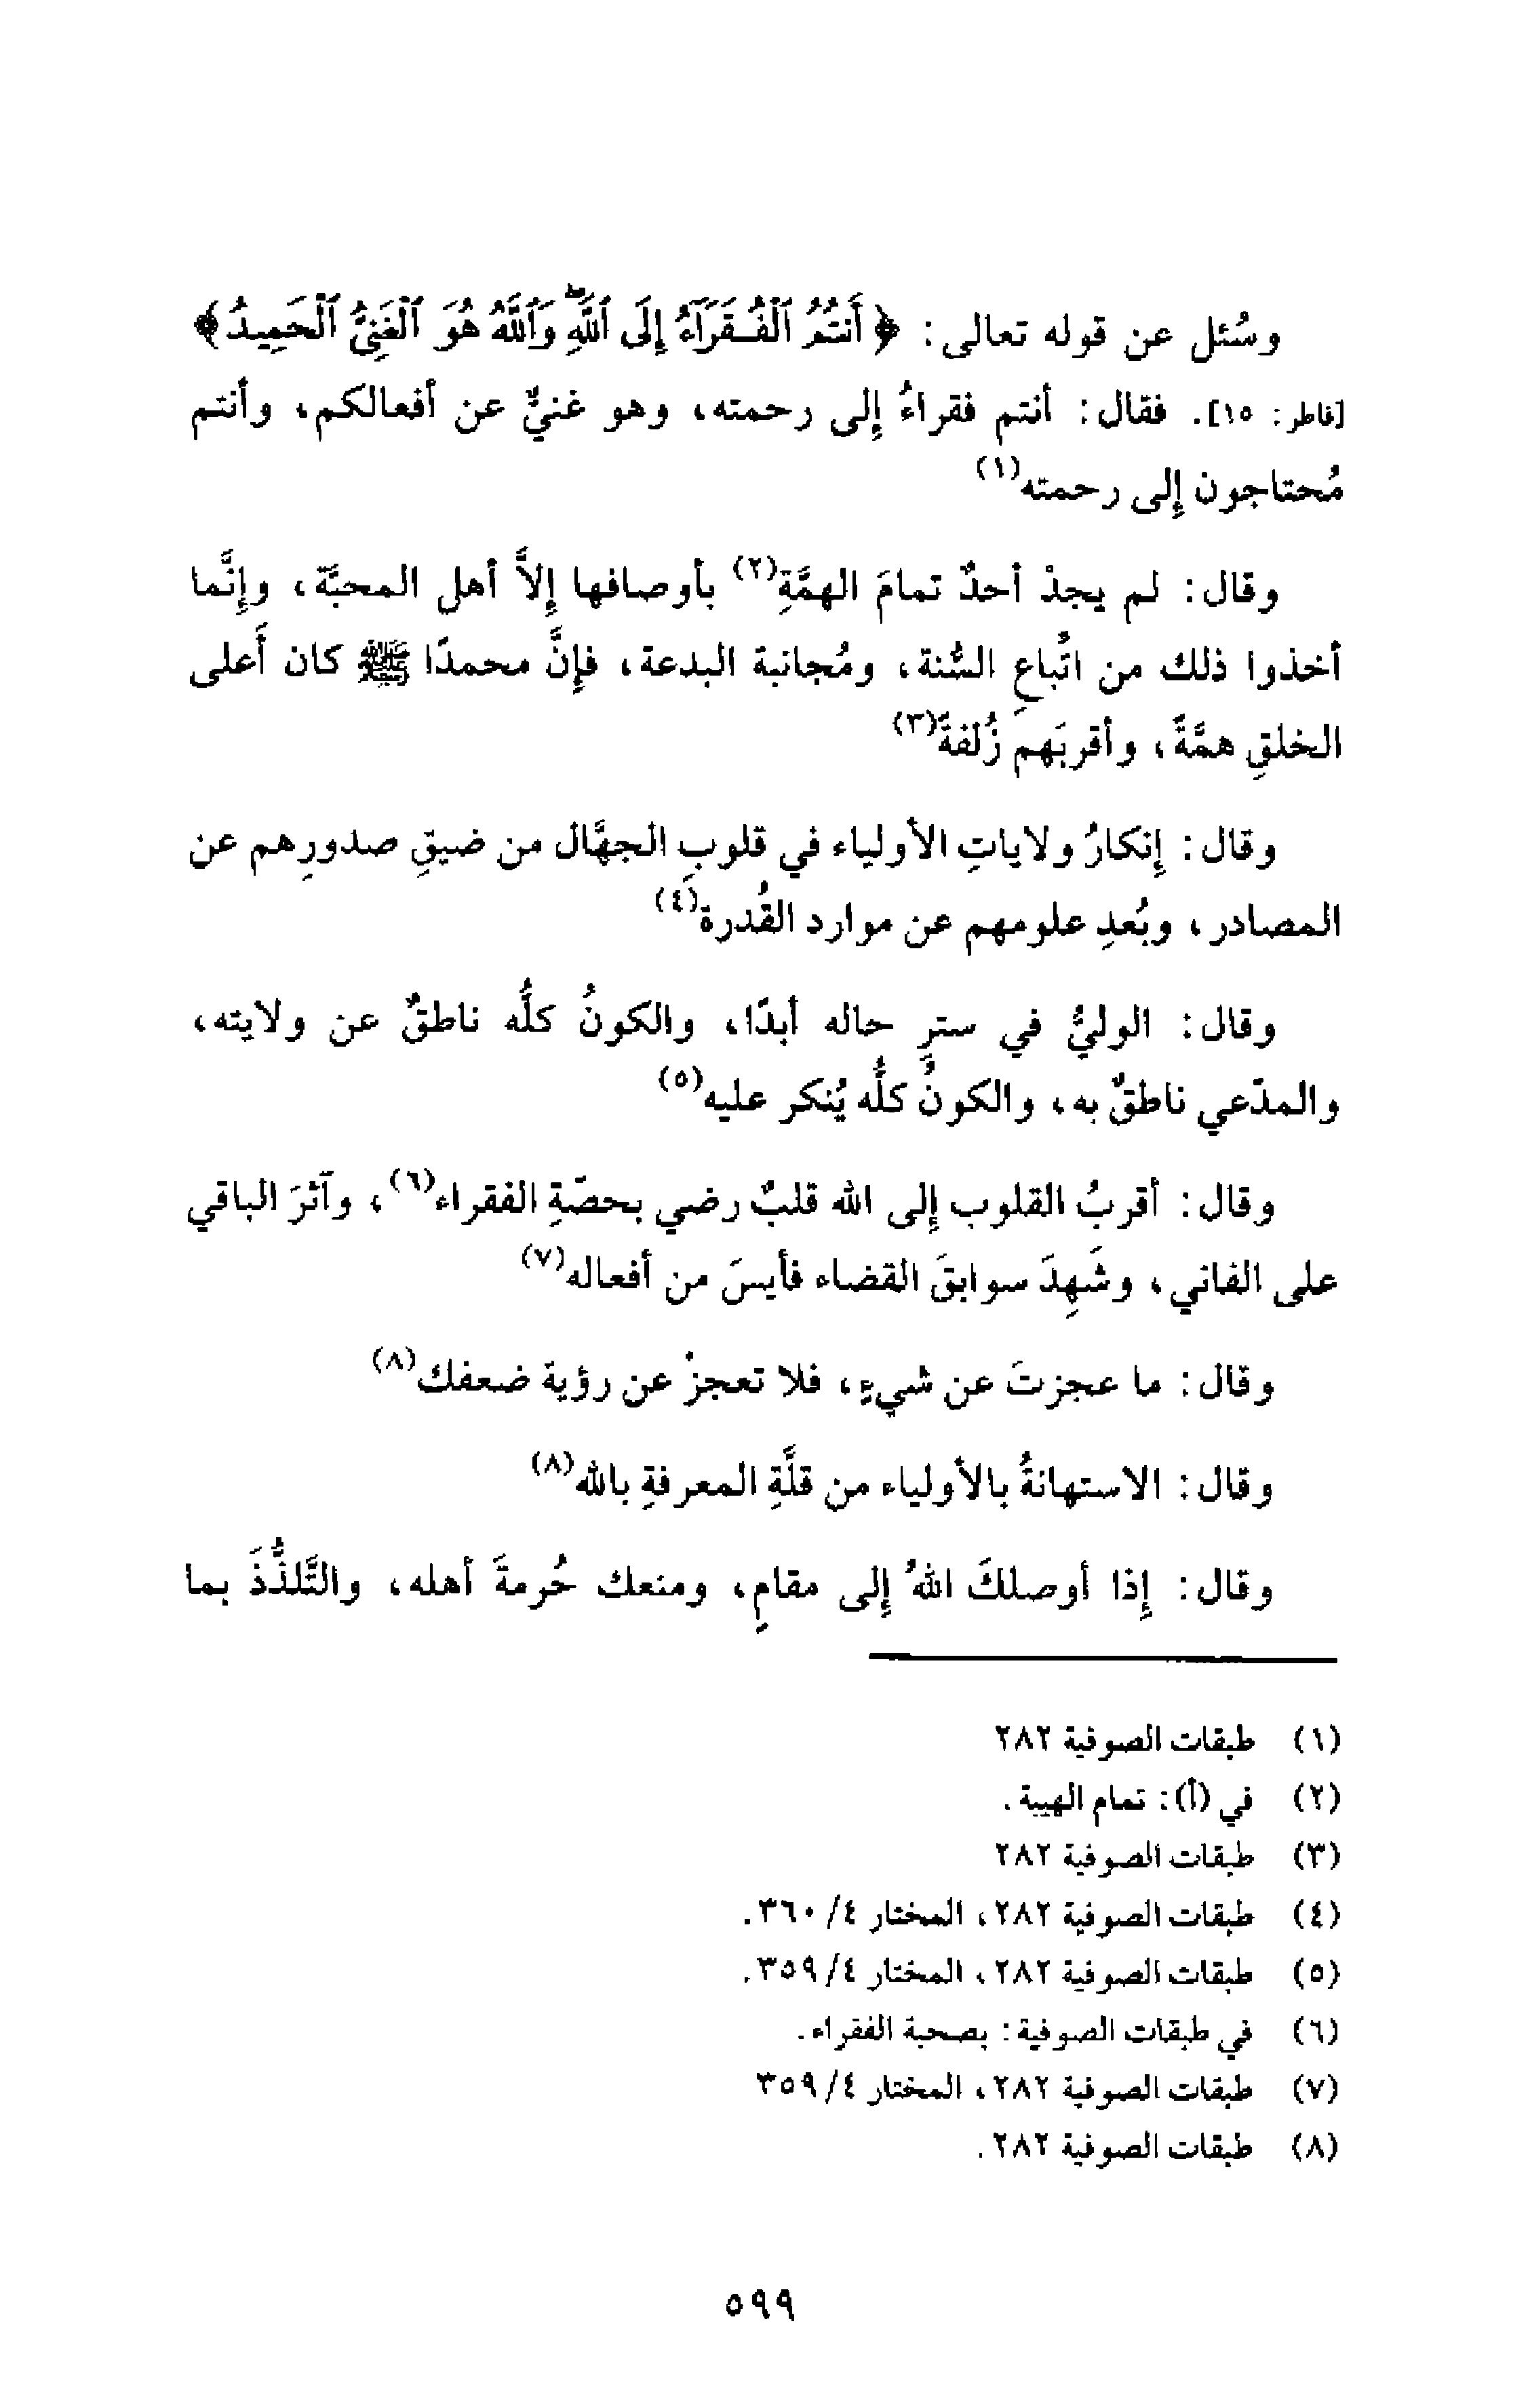 وسُئل عن قوله تعالى: ﴿أَنتُمُ ٱلْفُـقَرَآءُ إِلَى ٱللَّهِۖ وَٱللَّهُ هُوَ ٱلْغَنِىُّ ٱلْحَمِيدُ﴾
[فاطر: ١٥]. فقال: أنتم فقراءُ إلى رحمته، وهو غنيٌّ عن أفعالكم، وأنتم
مُحتاجون إلى رحمته(١)
وقال: لم يجدْ أحدٌ تمامَ الهمَّةِ(٢) بأوصافها إلاَّ أهل المحبَّة، وإنَّما
أخذوا ذلك من اتِّباعِ السُّنة، ومُجانبة البدعة، فإنَّ محمدًا ﷺ كان أَعلى
الخلقِ همَّةً، وأقربَهم زُلفةً(٣)
وقال: إنكارُ ولاياتِ الأولياء في قلوبِ الجهَّال من ضيقِ صدورِهم عن
المصادر، وبُعدِ علومهم عن موارد القُدرة(٤)
وقال: الوليُّ في سترِ حاله أبدًا، والكونُ كلُّه ناطقٌ عن ولايته،
والمدّعي ناطقٌ به، والكونُ كلُّه يُنكر عليه(٥)
وقال: أقربُ القلوب إلى الله قلبٌ رضي بحصّةِ الفقراء(٦)، وآثرَ الباقي
على الفاني، وشَهِدَ سوابقَ القضاء فأيسَ من أفعاله(٧)
وقال: ما عجزتَ عن شيءٍ، فلا تعجزْ عن رؤية ضعفك(٨)
وقال: الاستهانةُ بالأولياء من قلَّةِ المعرفةِ بالله(٨)
وقال: إذا أوصلكَ اللهُ إلى مقامٍ، ومنعك حُرمةَ أهله، والتَّلذُّذَ بما
(١) طبقات الصوفية ٢٨٢
(٢) في (أ): تمام الهيبة.
(٣) طبقات الصوفية ٢٨٢
(٤) طبقات الصوفية ٢٨٢، المختار ٤/ ٣٦٠.
(٥) طبقات الصوفية ٢٨٢، المختار ٤/ ٣٥٩.
(٦) في طبقات الصوفية: بصحبة الفقراء.
(٧) طبقات الصوفية ٢٨٢، المختار ٤/ ٣٥٩
(٨) طبقات الصوفية ٢٨٢.
٥٩٩